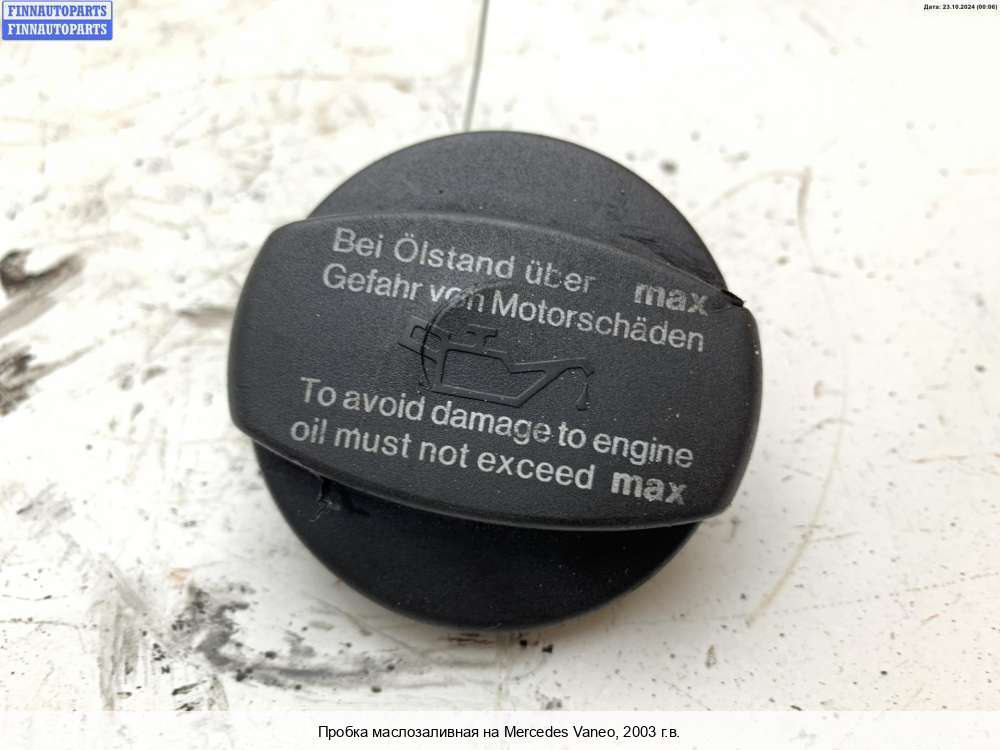 FINNAUTOPARTS
FINNAUTOPARTS
Дата: 23.10.2024 (00:06)
Bei Ölstand über max
Gefahr von Motorschäden
To avoid damage to engine
oil must not exceed max
Пробка маслозаливная на Mercedes Vaneo, 2003 г.в.